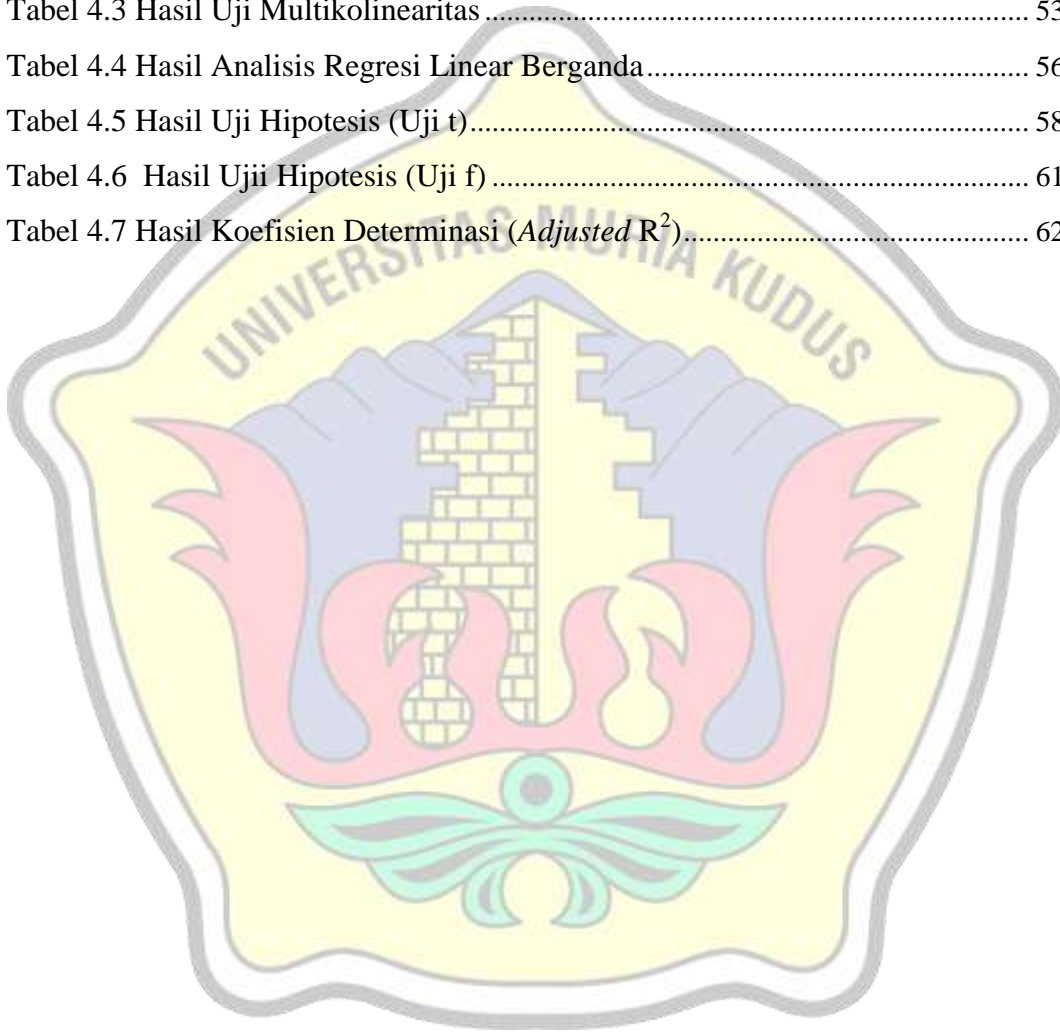 Tabel 4.3 Hasil Uji Multikolinearitas ........ 53
Tabel 4.4 Hasil Analisis Regresi Linear Berganda ........ 56
Tabel 4.5 Hasil Uji Hipotesis (Uji t) ........ 58
Tabel 4.6 Hasil Ujii Hipotesis (Uji f) ........ 61
Tabel 4.7 Hasil Koefisien Determinasi (Adjusted R²) ........ 62
UNIVERSITAS MURIA KUDUS